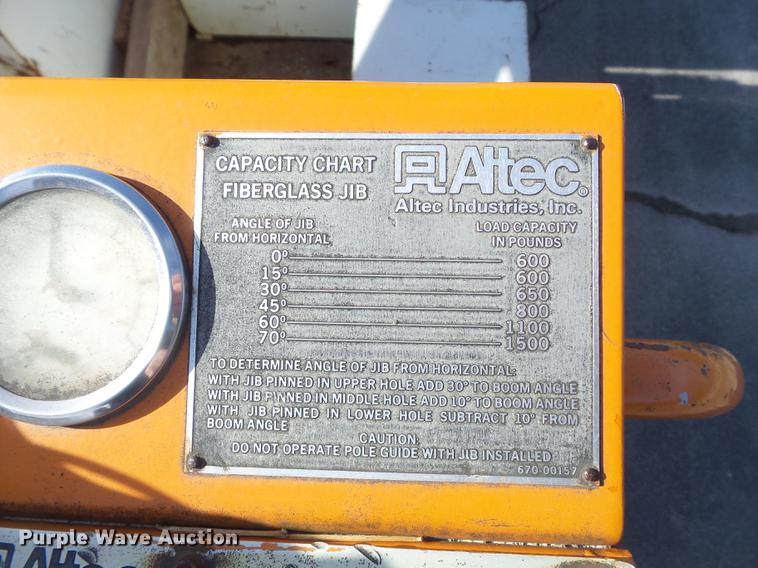 CAPACITY CHART
FIBERGLASS JIB
Altec®
Altec Industries, Inc.
ANGLE OF JIB
FROM HORIZONTAL
LOAD CAPACITY
IN POUNDS
0° 600
15° 600
30° 650
45° 800
60° 1100
70° 1500
TO DETERMINE ANGLE OF JIB FROM HORIZONTAL:
WITH JIB PINNED IN UPPER HOLE ADD 30° TO BOOM ANGLE
WITH JIB PINNED IN MIDDLE HOLE ADD 10° TO BOOM ANGLE
WITH JIB PINNED IN LOWER HOLE SUBTRACT 10° FROM
BOOM ANGLE
CAUTION:
DO NOT OPERATE POLE GUIDE WITH JIB INSTALLED
670-00157
Purple Wave Auction
Altec